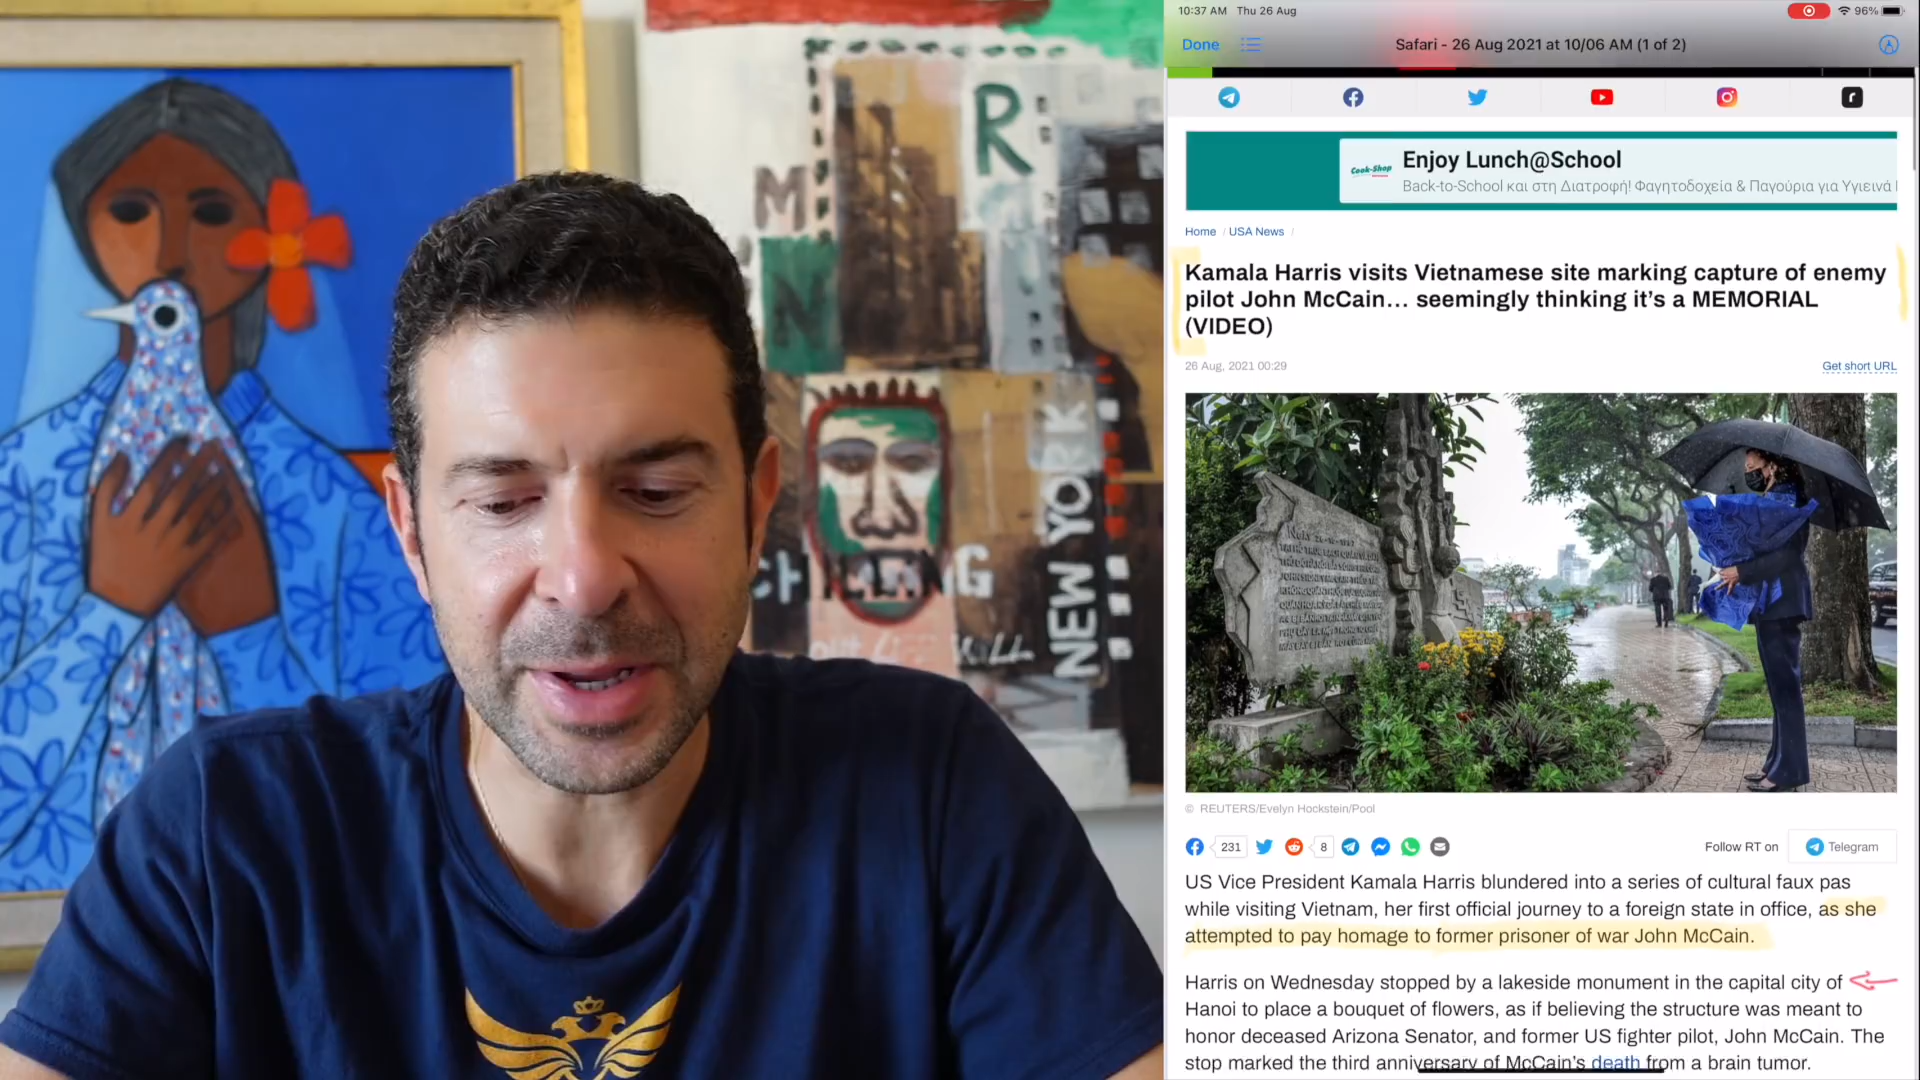 10:37 AM Thu 26 Aug
96%
Done
Safari - 26 Aug 2021 at 10/06 AM (1 of 2)
Cook-Shop
Enjoy Lunch@School
Back-to-School και στη Διατροφή! Φαγητοδοχεία & Παγούρια για Υγιεινά
Home / USA News /
Kamala Harris visits Vietnamese site marking capture of enemy
pilot John McCain... seemingly thinking it's a MEMORIAL
(VIDEO)
26 Aug, 2021 00:29
Get short URL
© REUTERS/Evelyn Hockstein/Pool
231
8
Follow RT on
Telegram
US Vice President Kamala Harris blundered into a series of cultural faux pas
while visiting Vietnam, her first official journey to a foreign state in office, as she
attempted to pay homage to former prisoner of war John McCain.
Harris on Wednesday stopped by a lakeside monument in the capital city of
Hanoi to place a bouquet of flowers, as if believing the structure was meant to
honor deceased Arizona Senator, and former US fighter pilot, John McCain. The
stop marked the third anniversary of McCain's death from a brain tumor.
R
M
N
NEW YORK